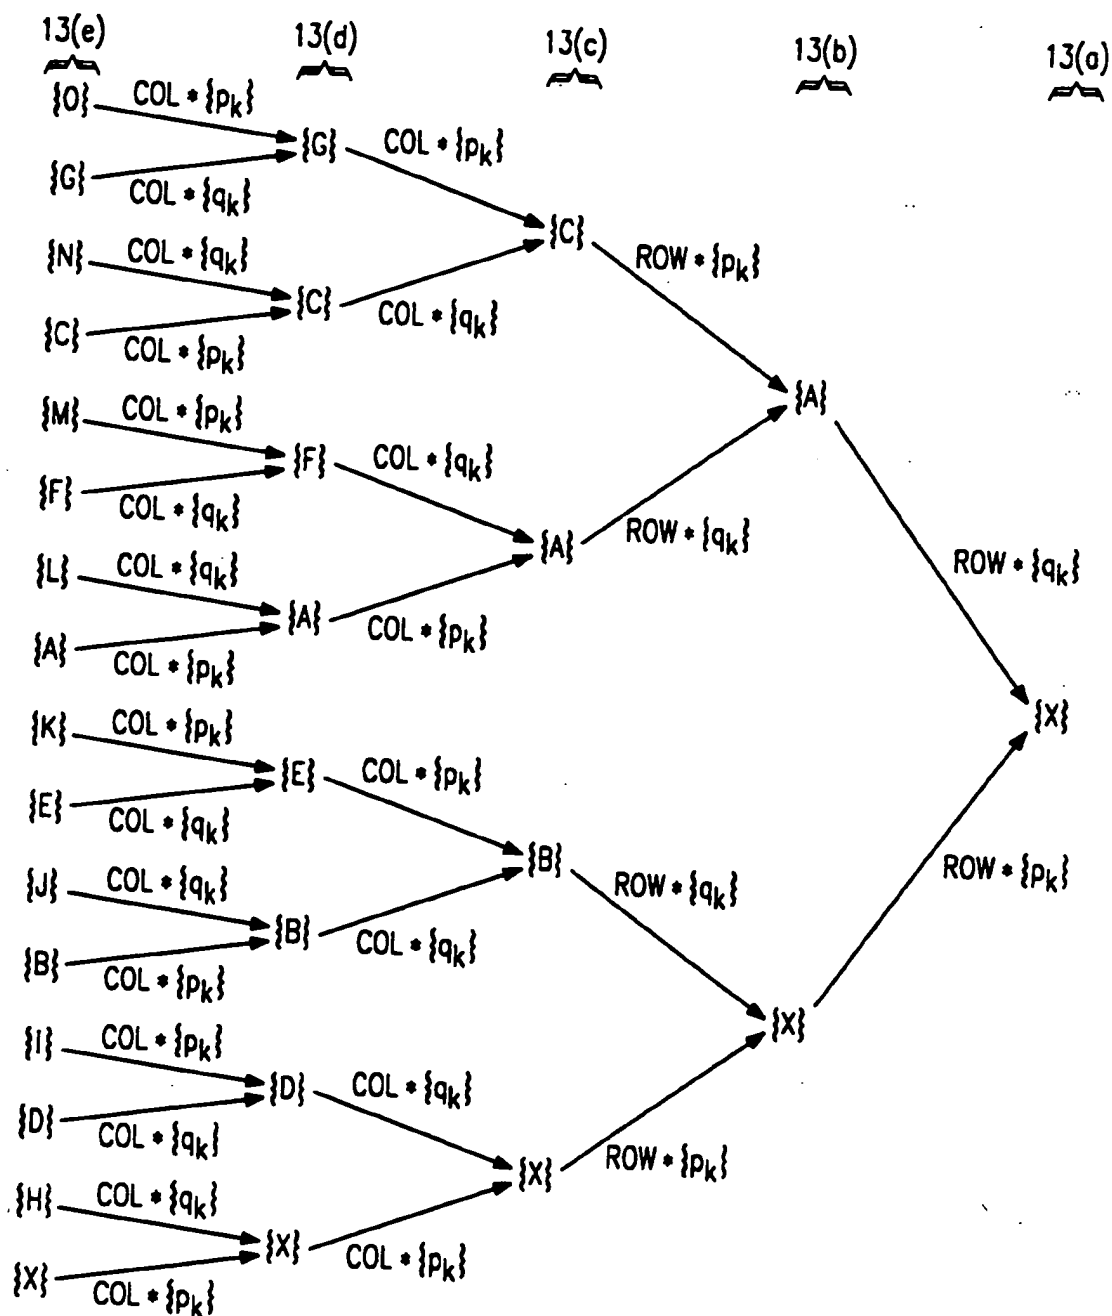 13(e) 13(d) 13(c) 13(b) 13(a)
{O} COL * {pk}
{G} COL * {pk}
{G} COL * {qk}
{C} ROW * {pk}
{N} COL * {qk}
{C} COL * {qk}
{C} COL * {pk}
{A}
{M} COL * {pk}
{F} COL * {qk}
{F} COL * {qk}
{A} ROW * {qk}
ROW * {qk}
{L} COL * {qk}
{A} COL * {pk}
{A} COL * {pk}
{X}
{K} COL * {pk}
{E} COL * {pk}
{E} COL * {qk}
{B} ROW * {qk}
ROW * {pk}
{J} COL * {qk}
{B} COL * {qk}
{B} COL * {pk}
{X}
{I} COL * {pk}
{D} COL * {qk}
{D} COL * {qk}
{X} ROW * {pk}
{H} COL * {qk}
{X} COL * {pk}
{X} COL * {pk}